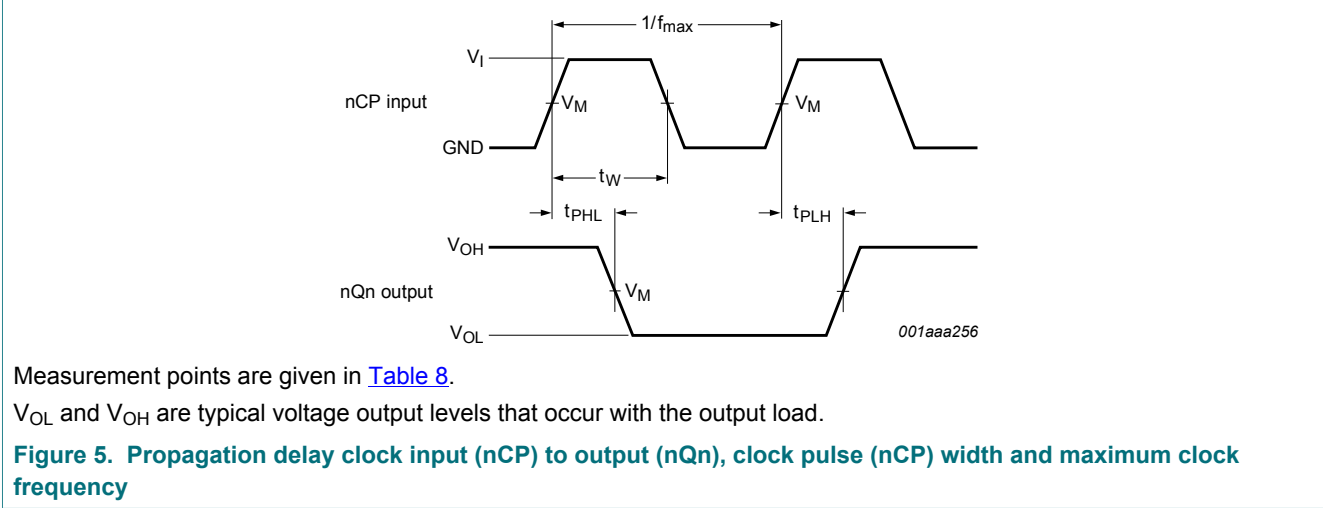 1/fmax
VI
nCP input
VM
VM
GND
tW
tPHL
tPLH
VOH
nQn output
VM
VOL
001aaa256
Measurement points are given in Table 8.
VOL and VOH are typical voltage output levels that occur with the output load.
Figure 5. Propagation delay clock input (nCP) to output (nQn), clock pulse (nCP) width and maximum clock
frequency